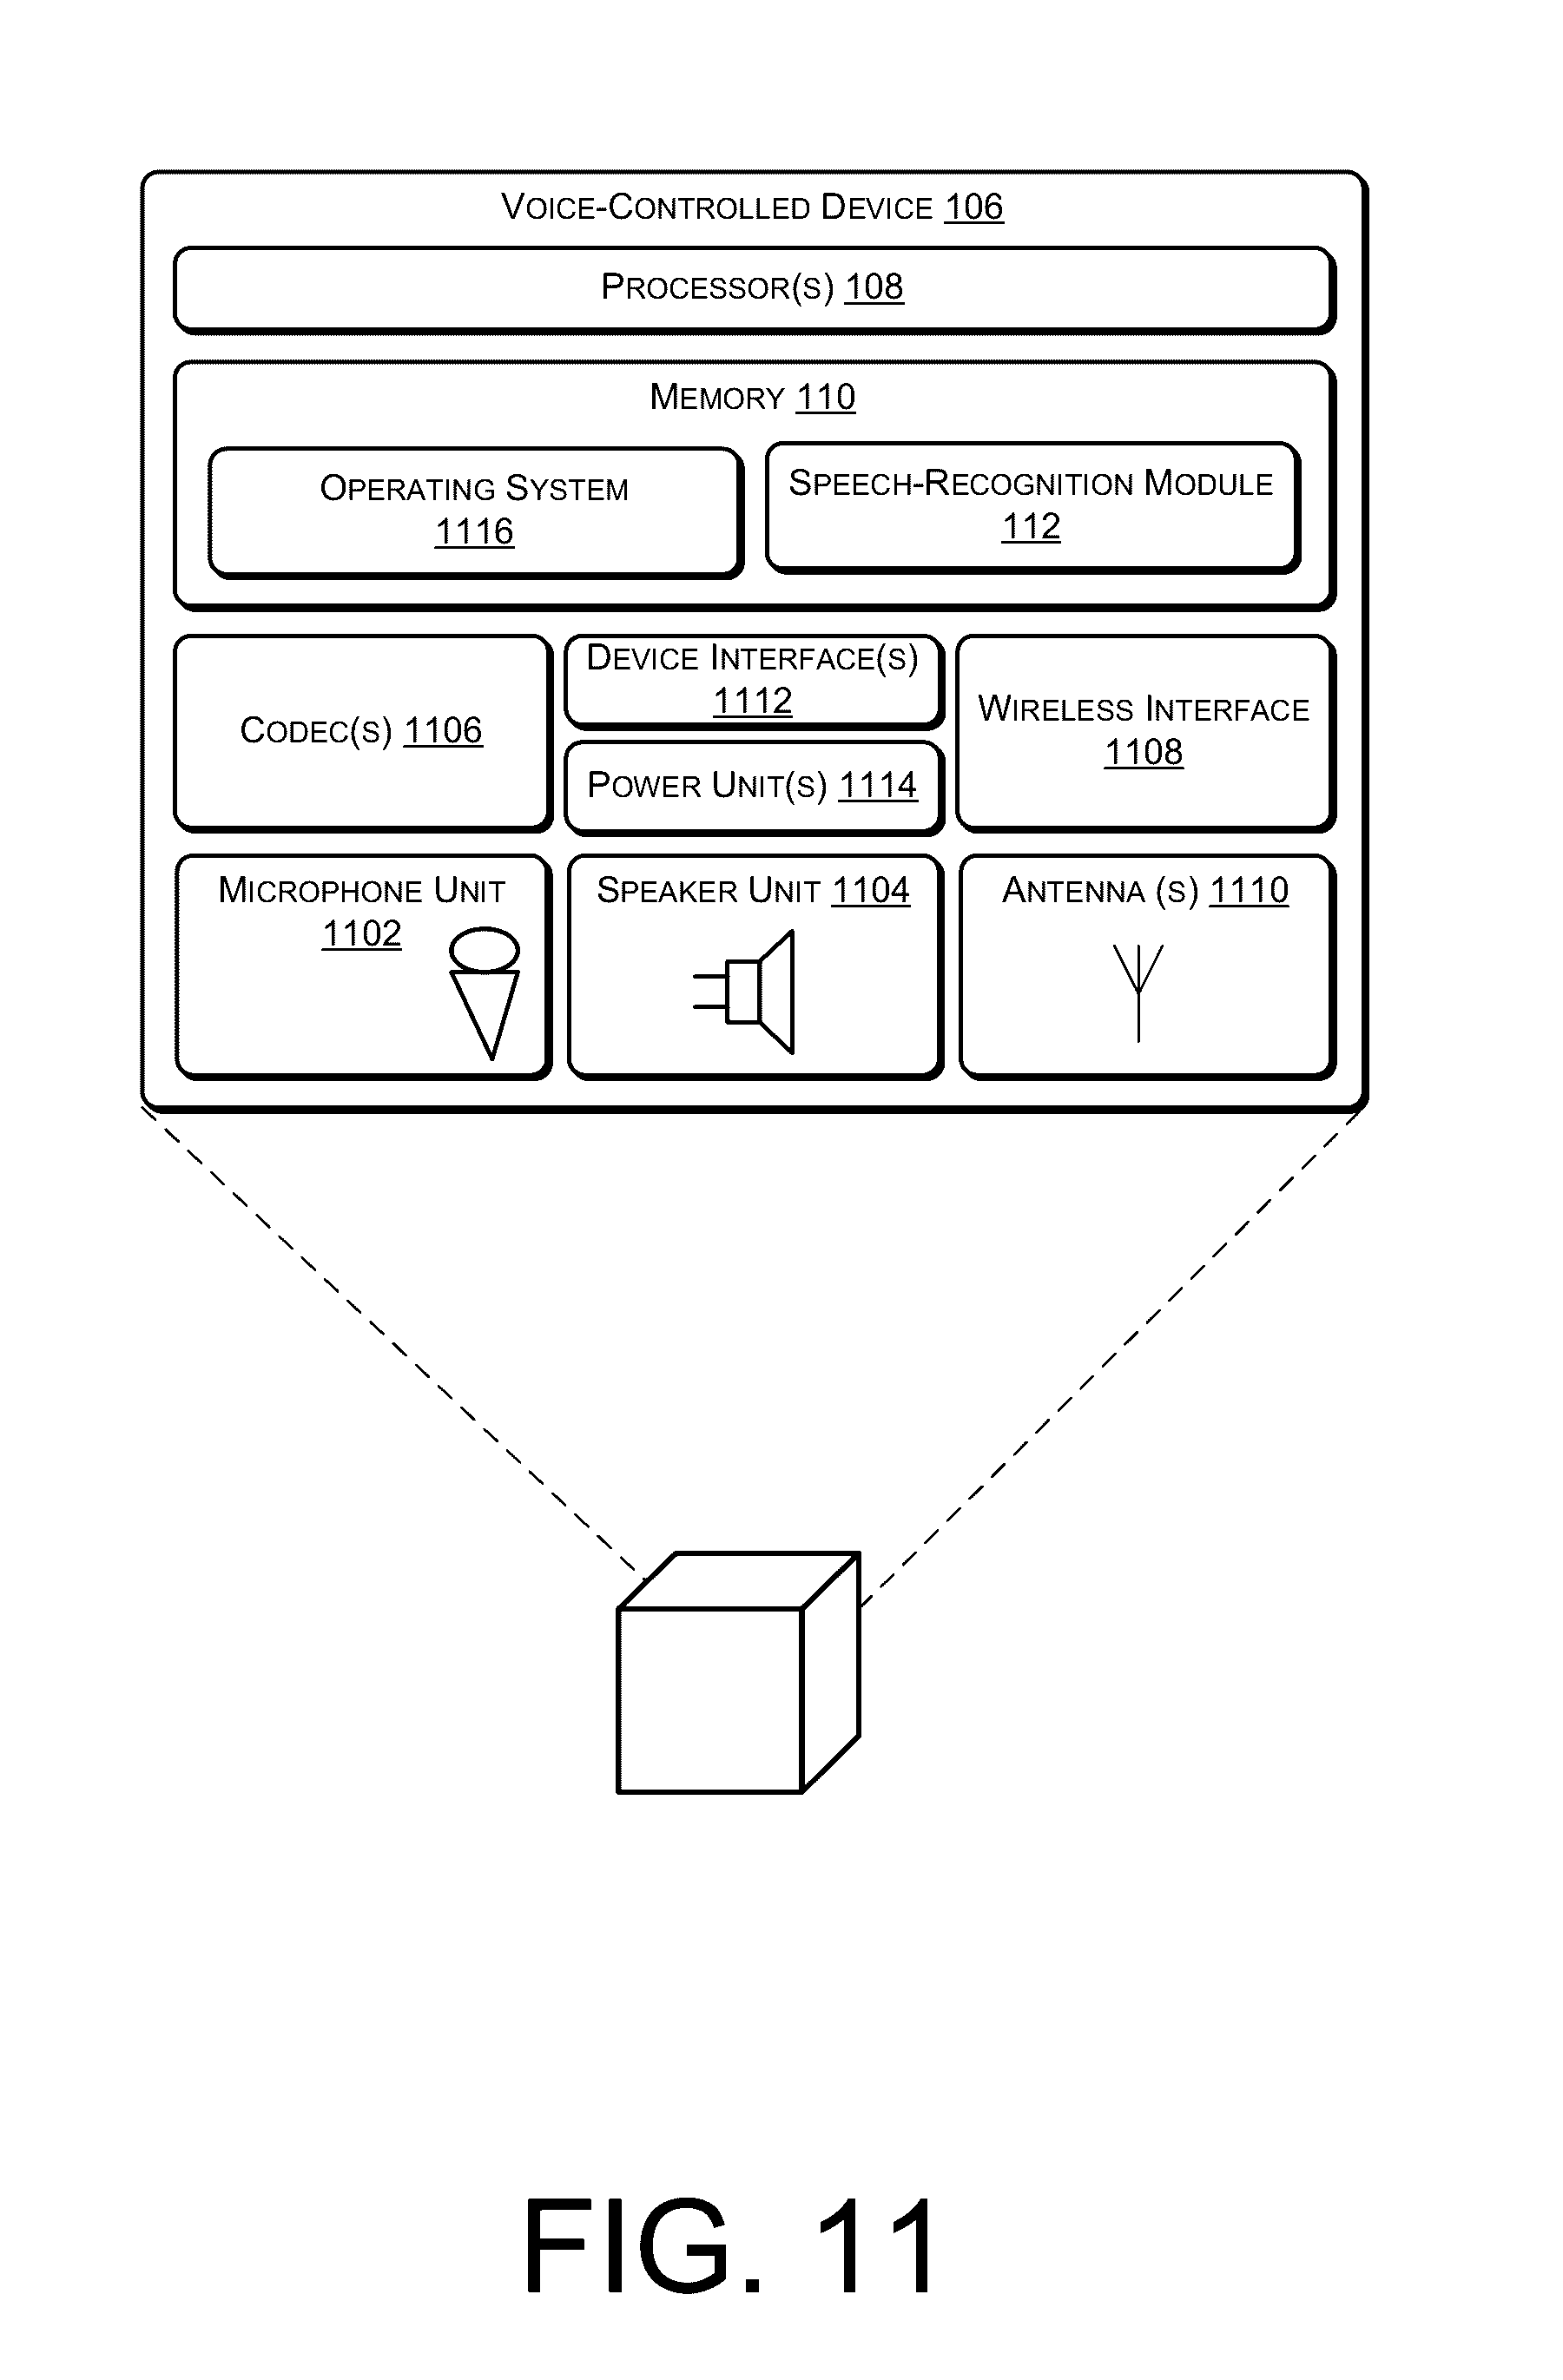 Voice-Controlled Device 106
Processor(s) 108
Memory 110
Operating System
1116
Speech-Recognition Module
112
Codec(s) 1106
Device Interface(s)
1112
Power Unit(s) 1114
Wireless Interface
1108
Microphone Unit
1102
Speaker Unit 1104
Antenna (s) 1110
FIG. 11